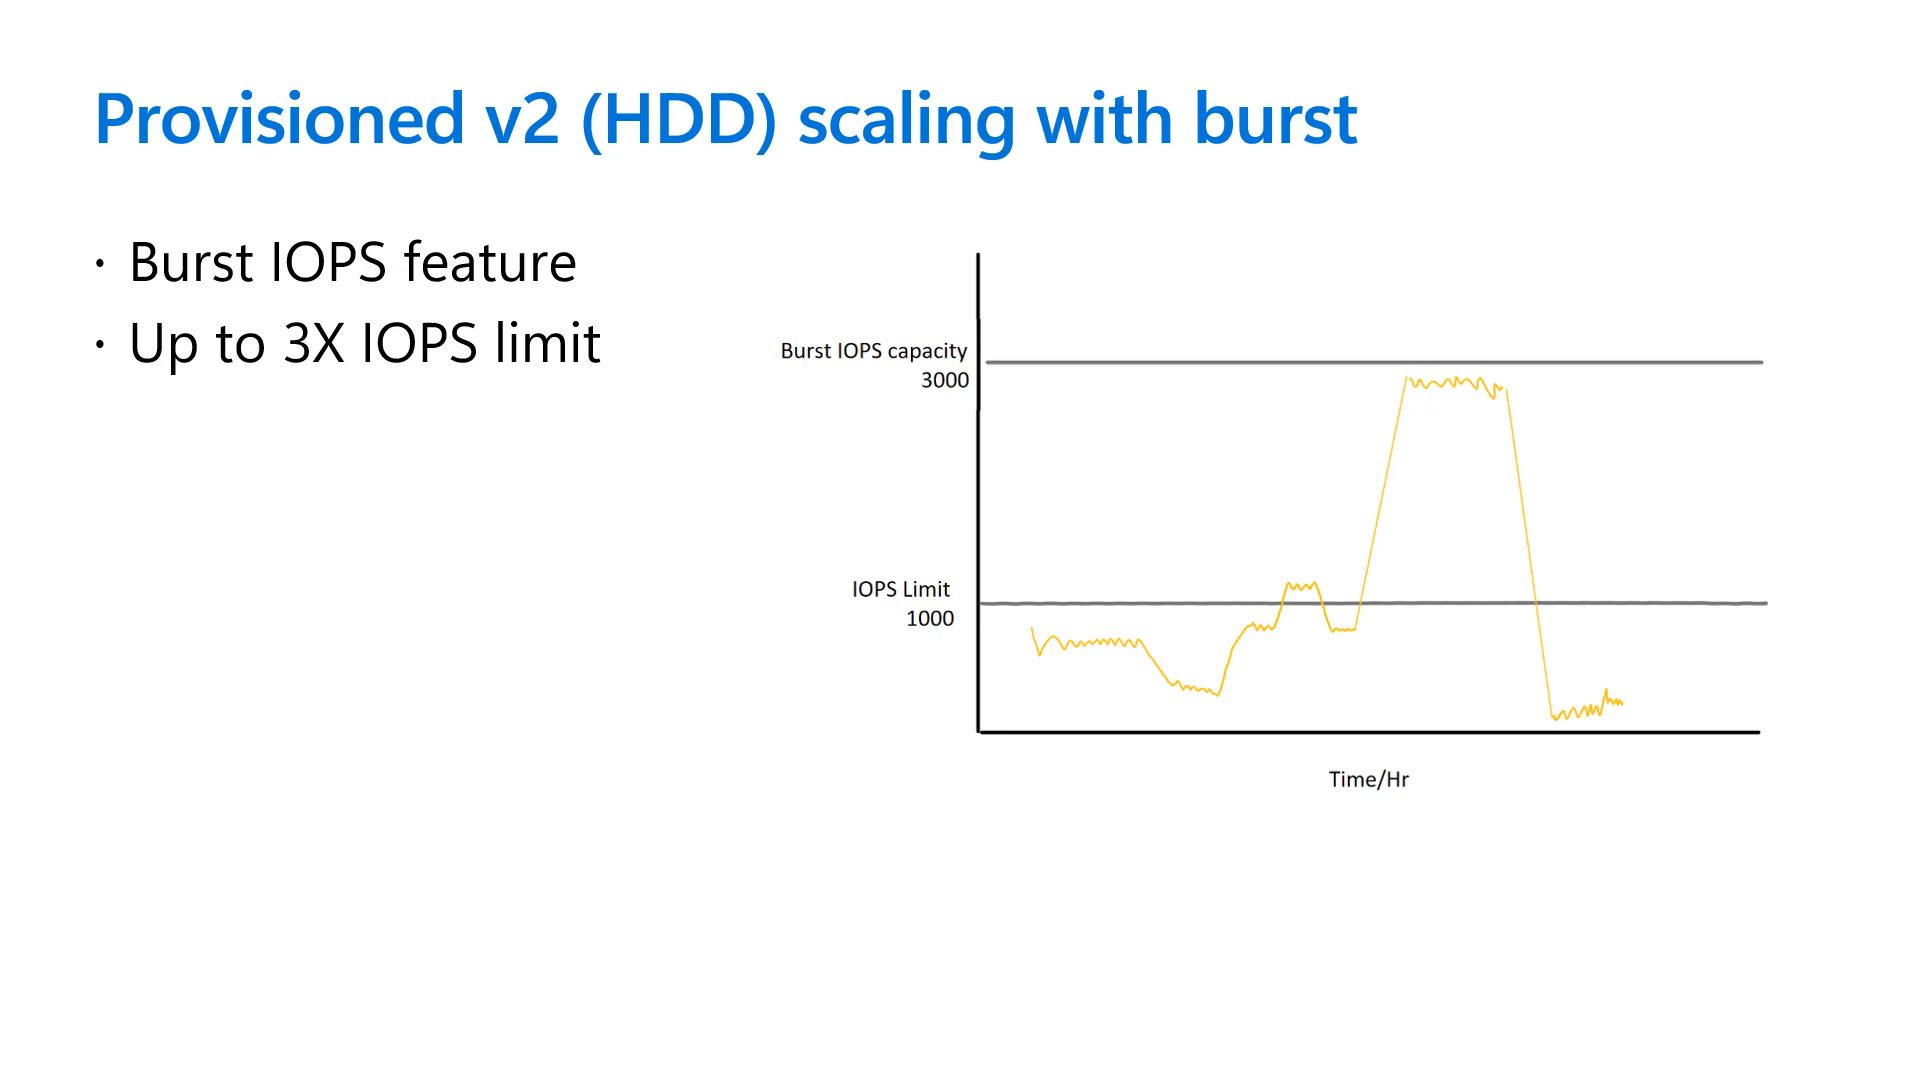 Provisioned v2 (HDD) scaling with burst
· Burst IOPS feature
· Up to 3X IOPS limit
Burst IOPS capacity
3000
IOPS Limit
1000
Time/Hr